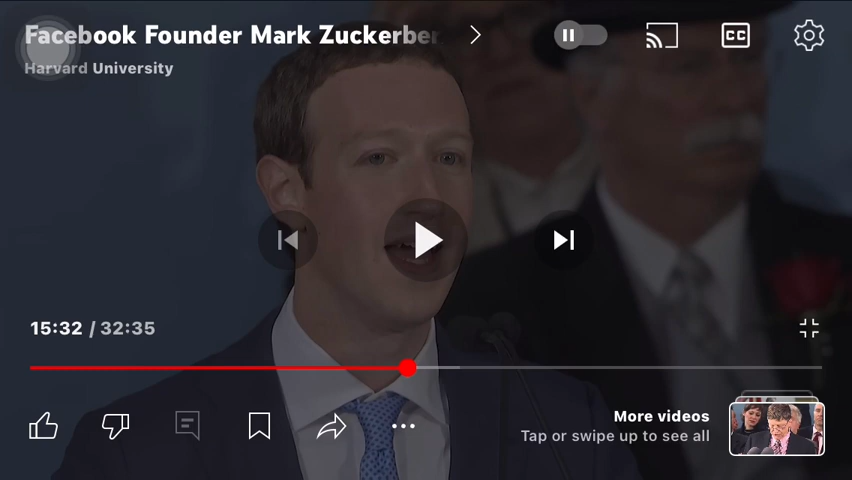 Facebook Founder Mark Zuckerber
Harvard University
CC
15:32 / 32:35
More videos
Tap or swipe up to see all